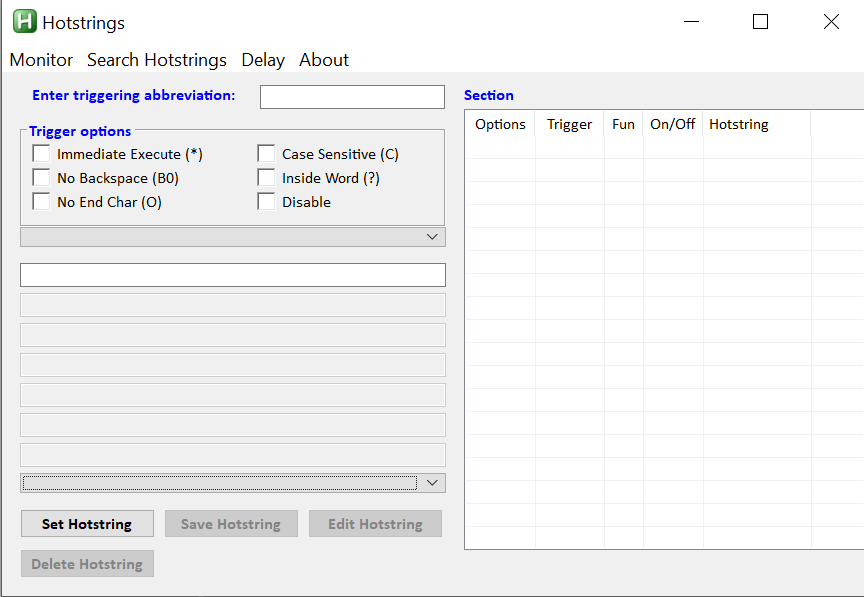 Hotstrings
Monitor Search Hotstrings Delay About
Enter triggering abbreviation:
Trigger options
Immediate Execute (*) Case Sensitive (C)
No Backspace (B0) Inside Word (?)
No End Char (O) Disable
Set Hotstring Save Hotstring Edit Hotstring
Delete Hotstring
Section
Options Trigger Fun On/Off Hotstring